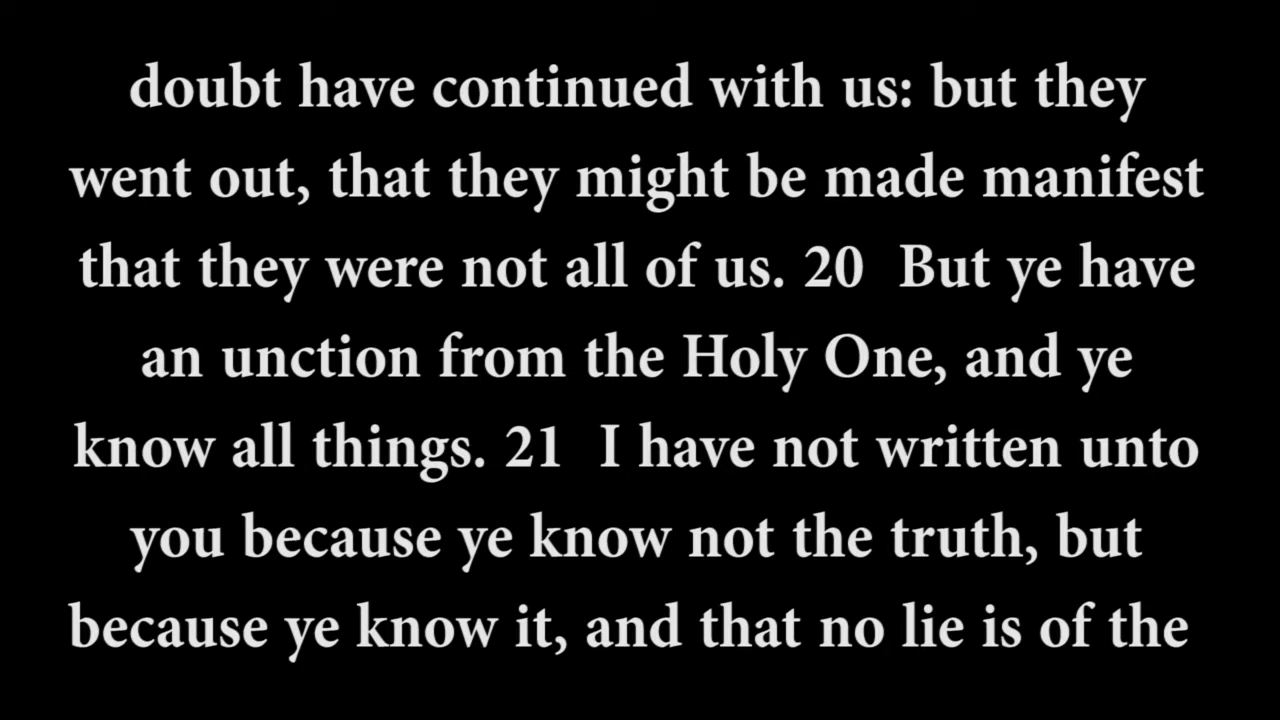 doubt have continued with us: but they
went out, that they might be made manifest
that they were not all of us. 20  But ye have
an unction from the Holy One, and ye
know all things. 21  I have not written unto
you because ye know not the truth, but
because ye know it, and that no lie is of the